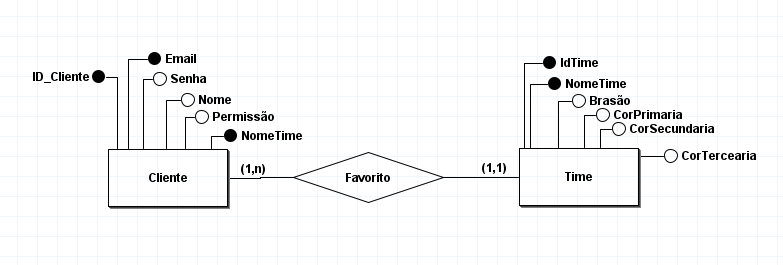 ID_Cliente
Email
Senha
Nome
Permissão
NomeTime
Cliente
(1,n)
Favorito
(1,1)
IdTime
NomeTime
Brasão
CorPrimaria
CorSecundaria
CorTercearia
Time